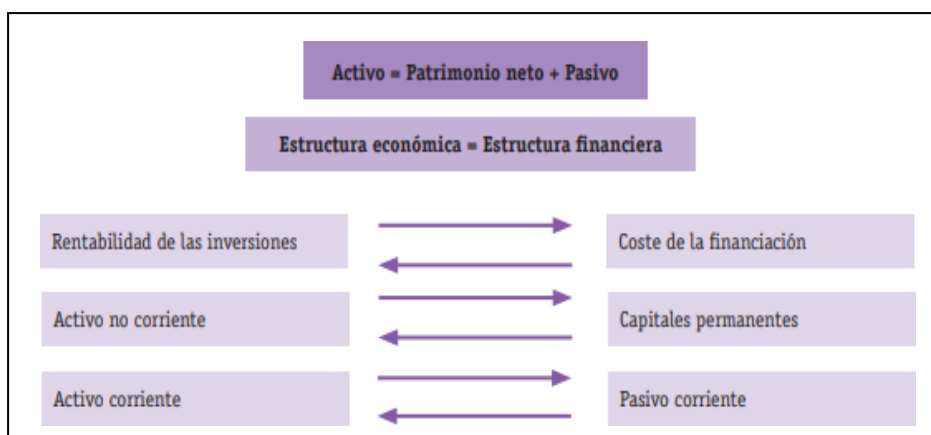 Activo = Patrimonio neto + Pasivo
Estructura económica = Estructura financiera
Rentabilidad de las inversiones
Coste de la financiación
Activo no corriente
Capitales permanentes
Activo corriente
Pasivo corriente